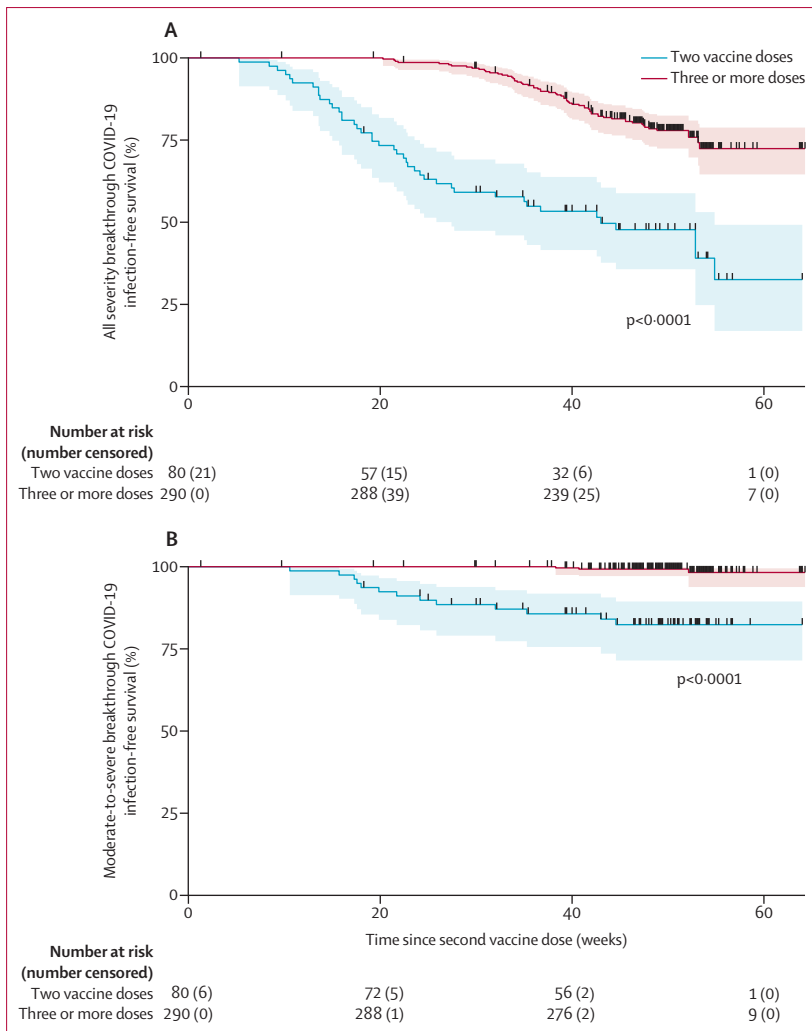 A
100
75
50
25
0
All severity breakthrough COVID-19
infection-free survival (%)
Two vaccine doses
Three or more doses
p<0·0001
0 20 40 60
Number at risk
(number censored)
Two vaccine doses 80 (21) 57 (15) 32 (6) 1 (0)
Three or more doses 290 (0) 288 (39) 239 (25) 7 (0)
B
100
75
50
25
0
Moderate-to-severe breakthrough COVID-19
infection-free survival (%)
p<0·0001
0 20 40 60
Time since second vaccine dose (weeks)
Number at risk
(number censored)
Two vaccine doses 80 (6) 72 (5) 56 (2) 1 (0)
Three or more doses 290 (0) 288 (1) 276 (2) 9 (0)